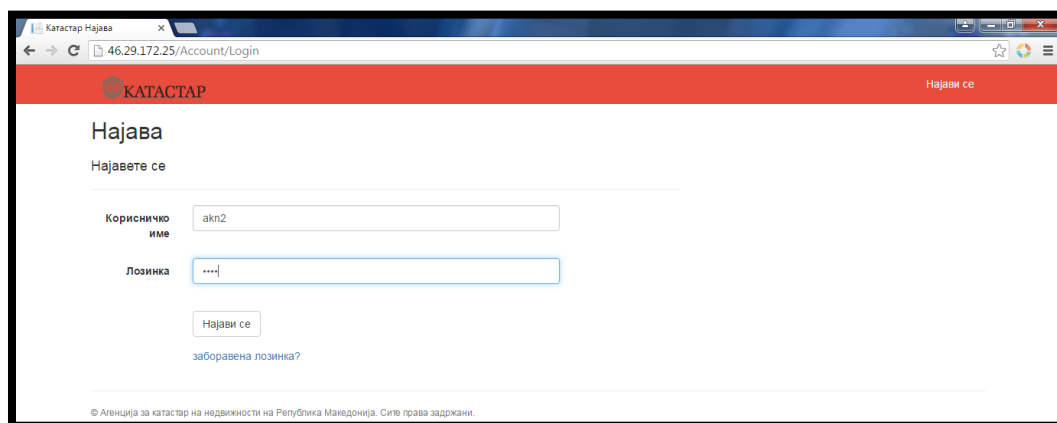 Катастар Најава
46.29.172.25/Account/Login
КАТАСТАР
Најави се
Најава
Најавете се
Корисничко
име
akn2
Лозинка
••••
Најави се
заборавена лозинка?
© Агенција за катастар на недвижности на Република Македонија. Сите права задржани.